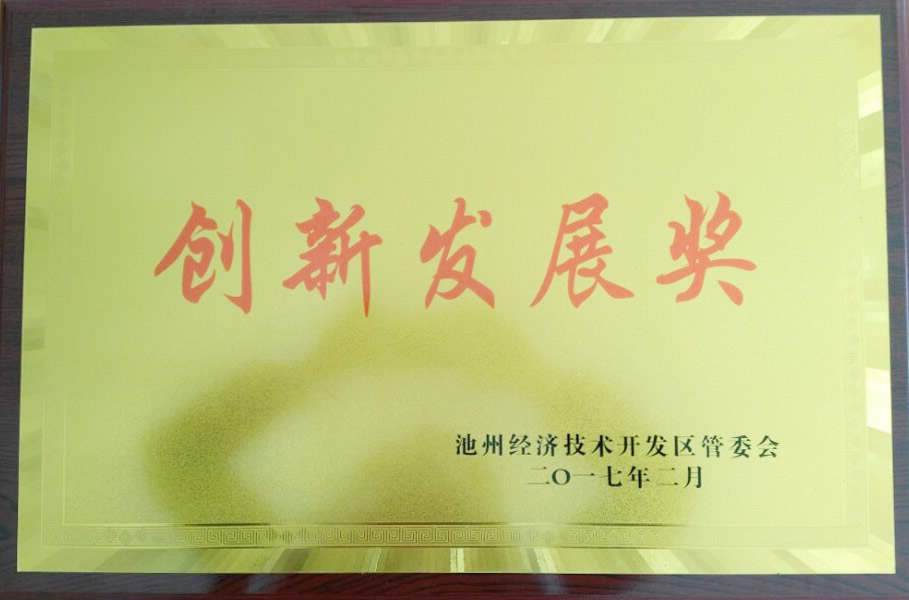 创新发展奖
池州经济技术开发区管委会
二〇一七年二月